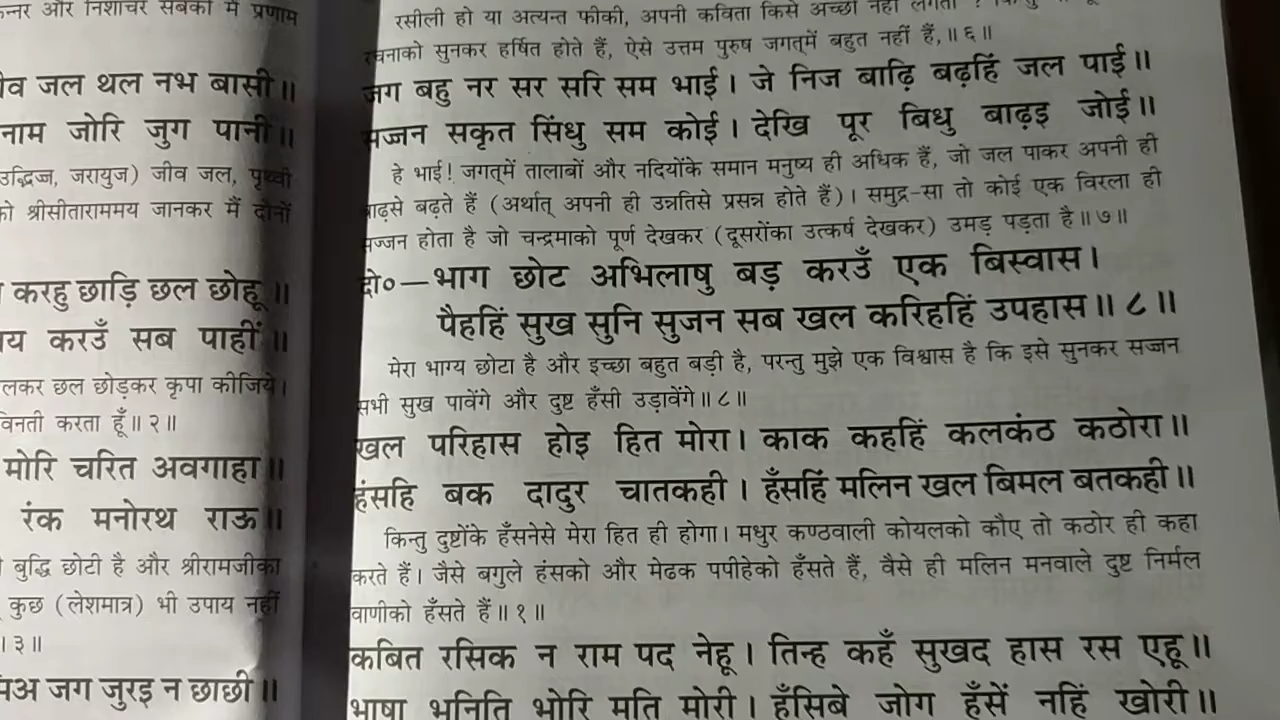 न्नर और निशाचर सबको मैं प्रणाम
व जल थल नभ बासी॥
नाम जोरि जुग पानी॥
उद्भिज्ज, जरायुज) जीव जल, पृथ्वी
को श्रीसीताराममय जानकर मैं दोनों
करहु छाड़ि छल छोहू॥
य करउँ सब पाहीं॥
लकर छल छोड़कर कृपा कीजिये।
विनती करता हूँ॥२॥
मोरि चरित अवगाहा॥
रंक मनोरथ राऊ॥
बुद्धि छोटी है और श्रीरामजीका
कुछ (लेशमात्र) भी उपाय नहीं
।३॥
मिअ जग जुरइ न छाछी॥
रसीली हो या अत्यन्त फीकी, अपनी कविता किसे अच्छी नहीं लगती?
रचनाको सुनकर हर्षित होते हैं, ऐसे उत्तम पुरुष जगत्‌में बहुत नहीं हैं,॥६॥
जग बहु नर सर सरि सम भाई। जे निज बाढ़ि बढ़हिं जल पाई॥
सज्जन सकृत सिंधु सम कोई। देखि पूर बिधु बाढ़इ जोई॥
हे भाई! जगत्‌में तालाबों और नदियोंके समान मनुष्य ही अधिक हैं, जो जल पाकर अपनी ही
बाढ़से बढ़ते हैं (अर्थात् अपनी ही उन्नतिसे प्रसन्न होते हैं)। समुद्र-सा तो कोई एक विरला ही
सज्जन होता है जो चन्द्रमाको पूर्ण देखकर (दूसरोंका उत्कर्ष देखकर) उमड़ पड़ता है॥७॥
दो०—भाग छोट अभिलाषु बड़ करउँ एक बिस्वास।
पैहहिं सुख सुनि सुजन सब खल करिहहिं उपहास॥८॥
मेरा भाग्य छोटा है और इच्छा बहुत बड़ी है, परन्तु मुझे एक विश्वास है कि इसे सुनकर सज्जन
सभी सुख पावेंगे और दुष्ट हँसी उड़ावेंगे॥८॥
खल परिहास होइ हित मोरा। काक कहहिं कलकंठ कठोरा॥
हंसहि बक दादुर चातकही। हँसहिं मलिन खल बिमल बतकही॥
किन्तु दुष्टोंके हँसनेसे मेरा हित ही होगा। मधुर कण्ठवाली कोयलको कौए तो कठोर ही कहा
करते हैं। जैसे बगुले हंसको और मेढक पपीहेको हँसते हैं, वैसे ही मलिन मनवाले दुष्ट निर्मल
वाणीको हँसते हैं॥१॥
कबित रसिक न राम पद नेहू। तिन्ह कहँ सुखद हास रस एहू॥
भाषा भनिति भोरि मति मोरी। हँसिबे जोग हँसें नहिं खोरी॥